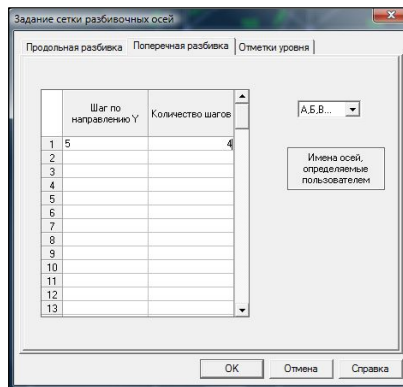 Задание сетки разбивочных осей
Продольная разбивка Поперечная разбивка Отметки уровня
Шаг по направлению Y Количество шагов
А,Б,В...
1 5 4
2
3
4
5
6
7
8
9
10
11
12
13
Имена осей,
определяемые
пользователем
OK Отмена Справка